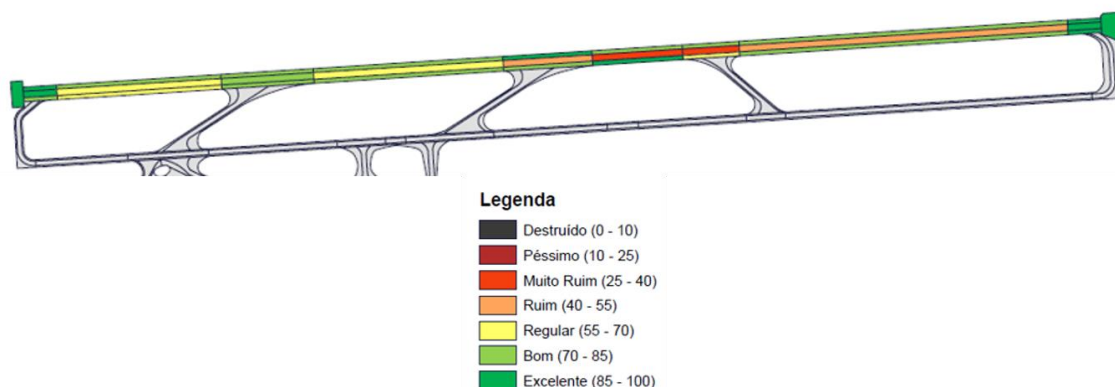 Legenda
Destruído (0 - 10)
Péssimo (10 - 25)
Muito Ruim (25 - 40)
Ruim (40 - 55)
Regular (55 - 70)
Bom (70 - 85)
Excelente (85 - 100)